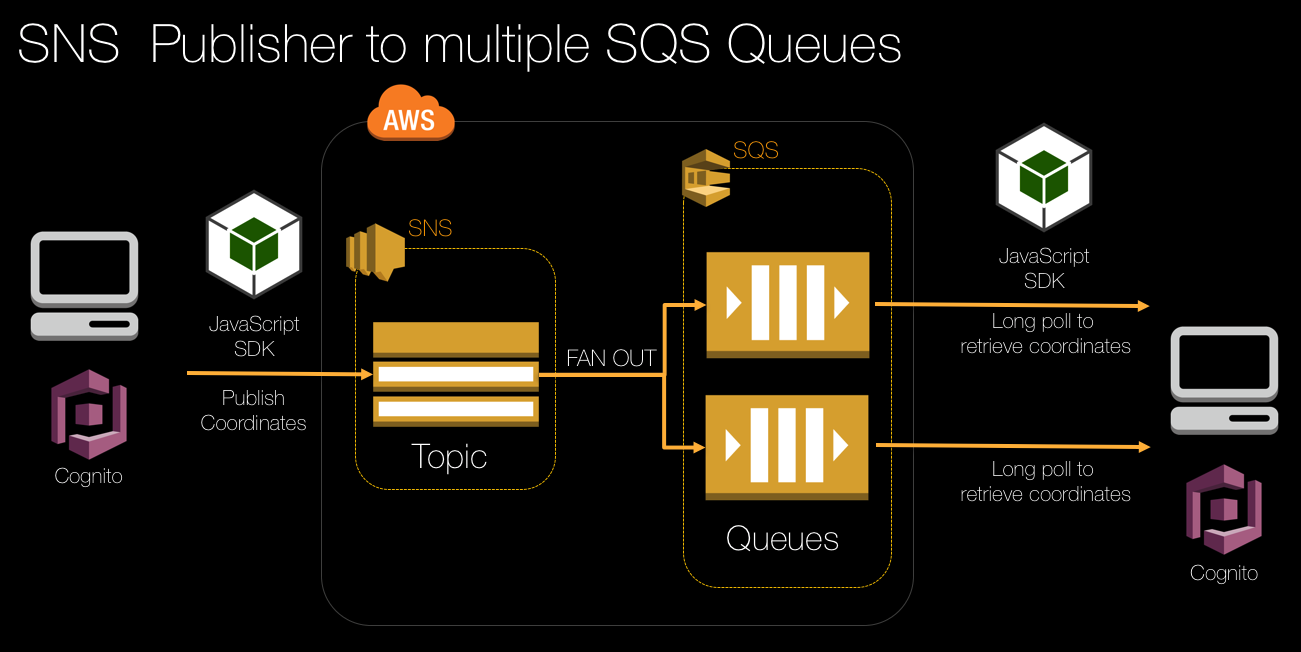 SNS Publisher to multiple SQS Queues
AWS
SNS
SQS
JavaScript
SDK
Publish
Coordinates
Cognito
Topic
FAN OUT
Queues
JavaScript
SDK
Long poll to
retrieve coordinates
Long poll to
retrieve coordinates
Cognito